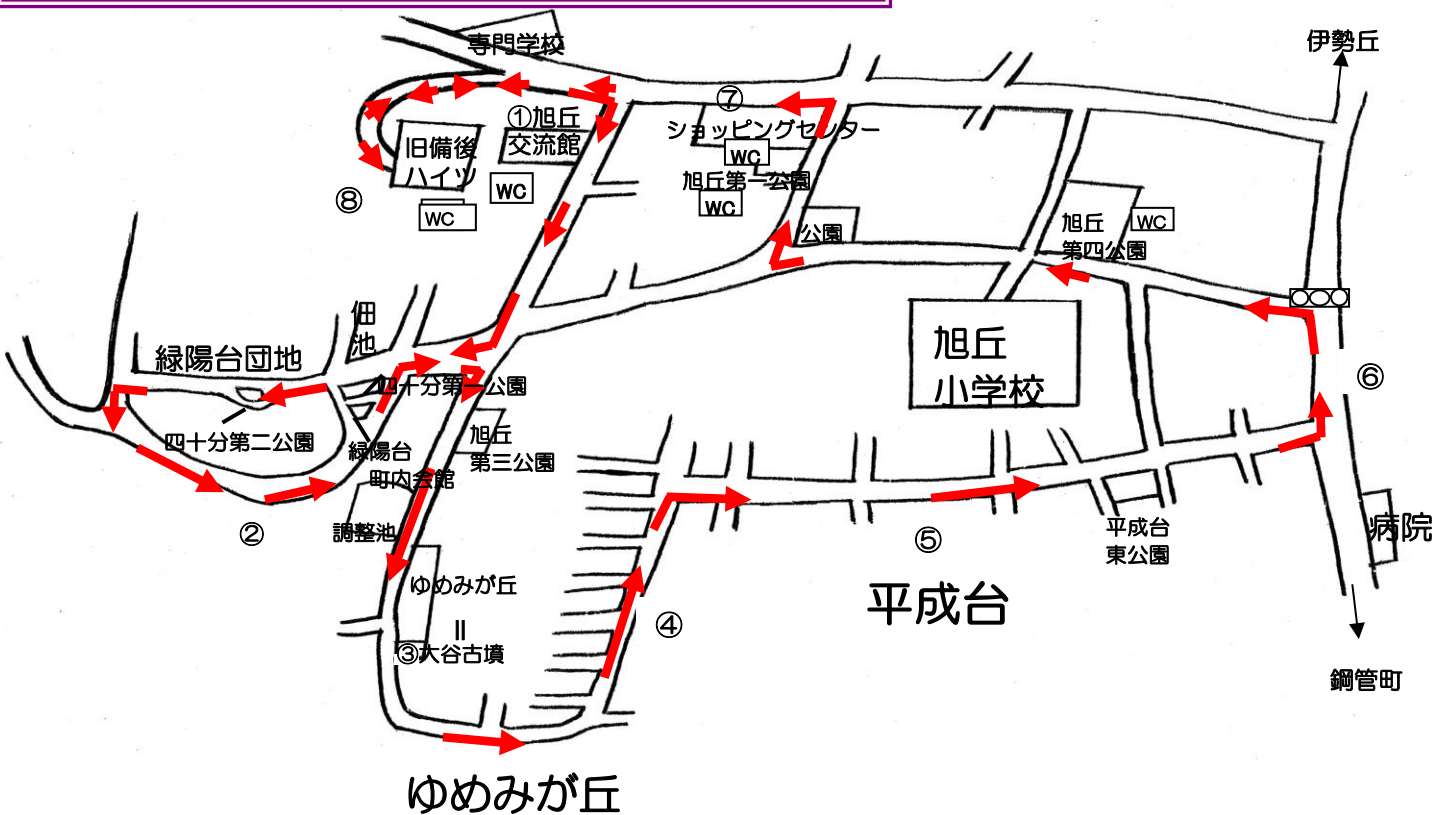 専門学校
伊勢丘
⑦
①旭丘
交流館
ショッピングセンター
旧備後
ハイツ
WC
WC
旭丘第一公園
WC
WC
⑧
公園
旭丘
第四公園
WC
佃
池
緑陽台団地
四十分第一公園
旭丘
小学校
⑥
四十分第二公園
緑陽台
町内会館
旭丘
第三公園
②
調整池
⑤
平成台
東公園
病院
ゆめみが丘
||
③大谷古墳
④
平成台
鋼管町
ゆめみが丘